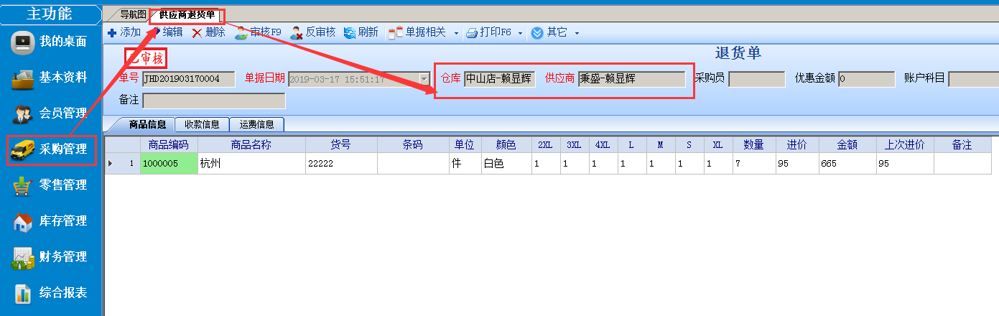 主功能
我的桌面
基本资料
会员管理
采购管理
零售管理
库存管理
财务管理
综合报表
导航图 供应商退货单
添加 编辑 删除 审核F9 反审核 刷新 单据相关 打印F6 其它
已审核 退货单
单号 JHD201903170004 单据日期 2019-03-17 15:51:17 仓库 中山店-赖显辉 供应商 秉盛-赖显辉 采购员 优惠金额 0 账户科目
备注
商品信息 收款信息 运费信息
商品编码 商品名称 货号 条码 单位 颜色 2XL 3XL 4XL L M S XL 数量 进价 金额 上次进价 备注
1 1000005 杭州 22222 件 白色 1 1 1 1 1 1 1 7 95 665 95